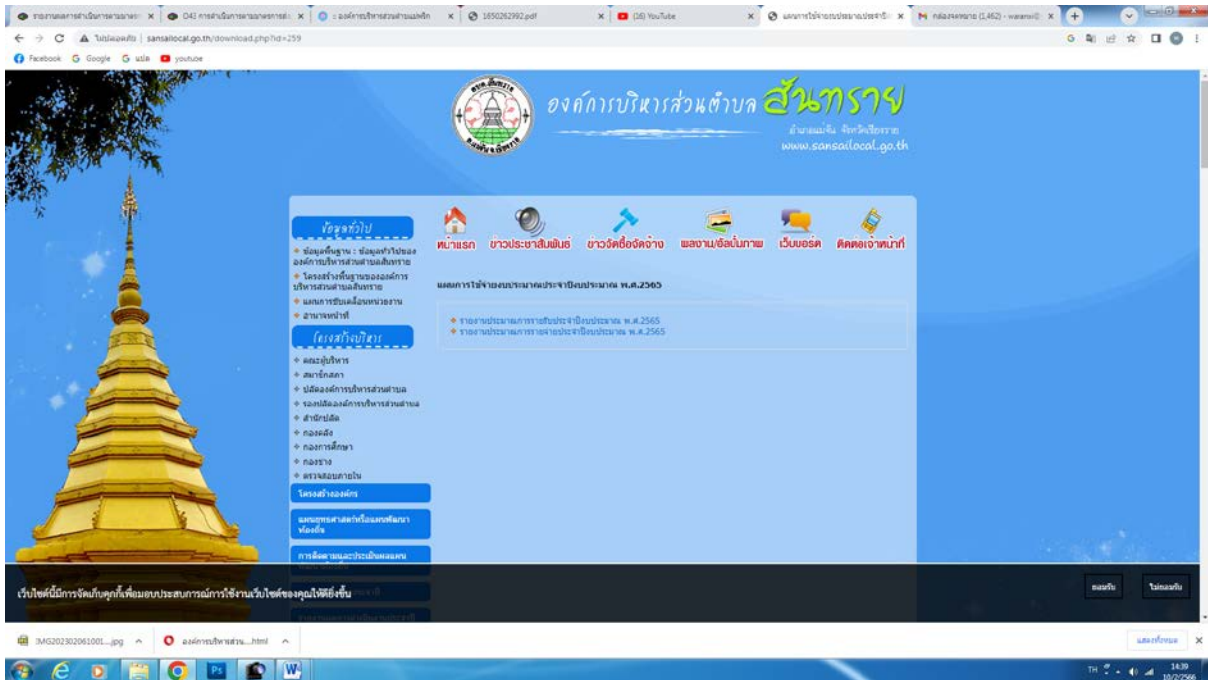 1650262992.pdf
(16) YouTube
ไม่ปลอดภัย | sansailocal.go.th/download.php?id=259
Facebook
Google
แปล
youtube
องค์การบริหารส่วนตำบล สันทราย
อำเภอแม่จัน จังหวัดเชียงราย
www.sansailocal.go.th
ข้อมูลทั่วไป
ข้อมูลพื้นฐาน : ข้อมูลทั่วไปของ
องค์การบริหารส่วนตำบลสันทราย
โครงสร้างพื้นฐานขององค์การ
บริหารส่วนตำบลสันทราย
แผนการขับเคลื่อนหน่วยงาน
อำนาจหน้าที่
โครงสร้างบริหาร
คณะผู้บริหาร
สมาชิกสภา
ปลัดองค์การบริหารส่วนตำบล
รองปลัดองค์การบริหารส่วนตำบล
สำนักปลัด
กองคลัง
กองการศึกษา
กองช่าง
ตรวจสอบภายใน
โครงสร้างองค์กร
แผนยุทธศาสตร์หรือแผนพัฒนา
ท้องถิ่น
การติดตามและประเมินผลแผน
พัฒนาท้องถิ่น
หน้าแรก
ข่าวประชาสัมพันธ์
ข่าวจัดซื้อจัดจ้าง
ผลงาน/อัลบั้มภาพ
เว็บบอร์ด
ติดต่อเจ้าหน้าที่
แผนการใช้จ่ายงบประมาณประจำปีงบประมาณ พ.ศ.2565
รายงานประมาณการรายรับประจำปีงบประมาณ พ.ศ.2565
รายงานประมาณการรายจ่ายประจำปีงบประมาณ พ.ศ.2565
เว็บไซต์นี้มีการจัดเก็บคุกกี้เพื่อมอบประสบการณ์การใช้งานเว็บไซต์ของคุณให้ดียิ่งขึ้น
ยอมรับ
ไม่ยอมรับ
IMG202302061001....jpg
องค์การบริหารส่วน....html
แสดงทั้งหมด
TH
14:39
10/2/2566